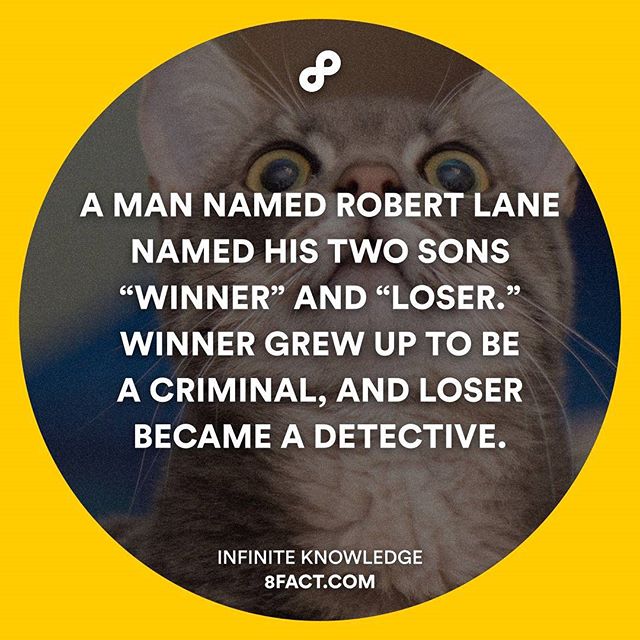 A MAN NAMED ROBERT LANE
NAMED HIS TWO SONS
“WINNER” AND “LOSER.”
WINNER GREW UP TO BE
A CRIMINAL, AND LOSER
BECAME A DETECTIVE.
INFINITE KNOWLEDGE
8FACT.COM